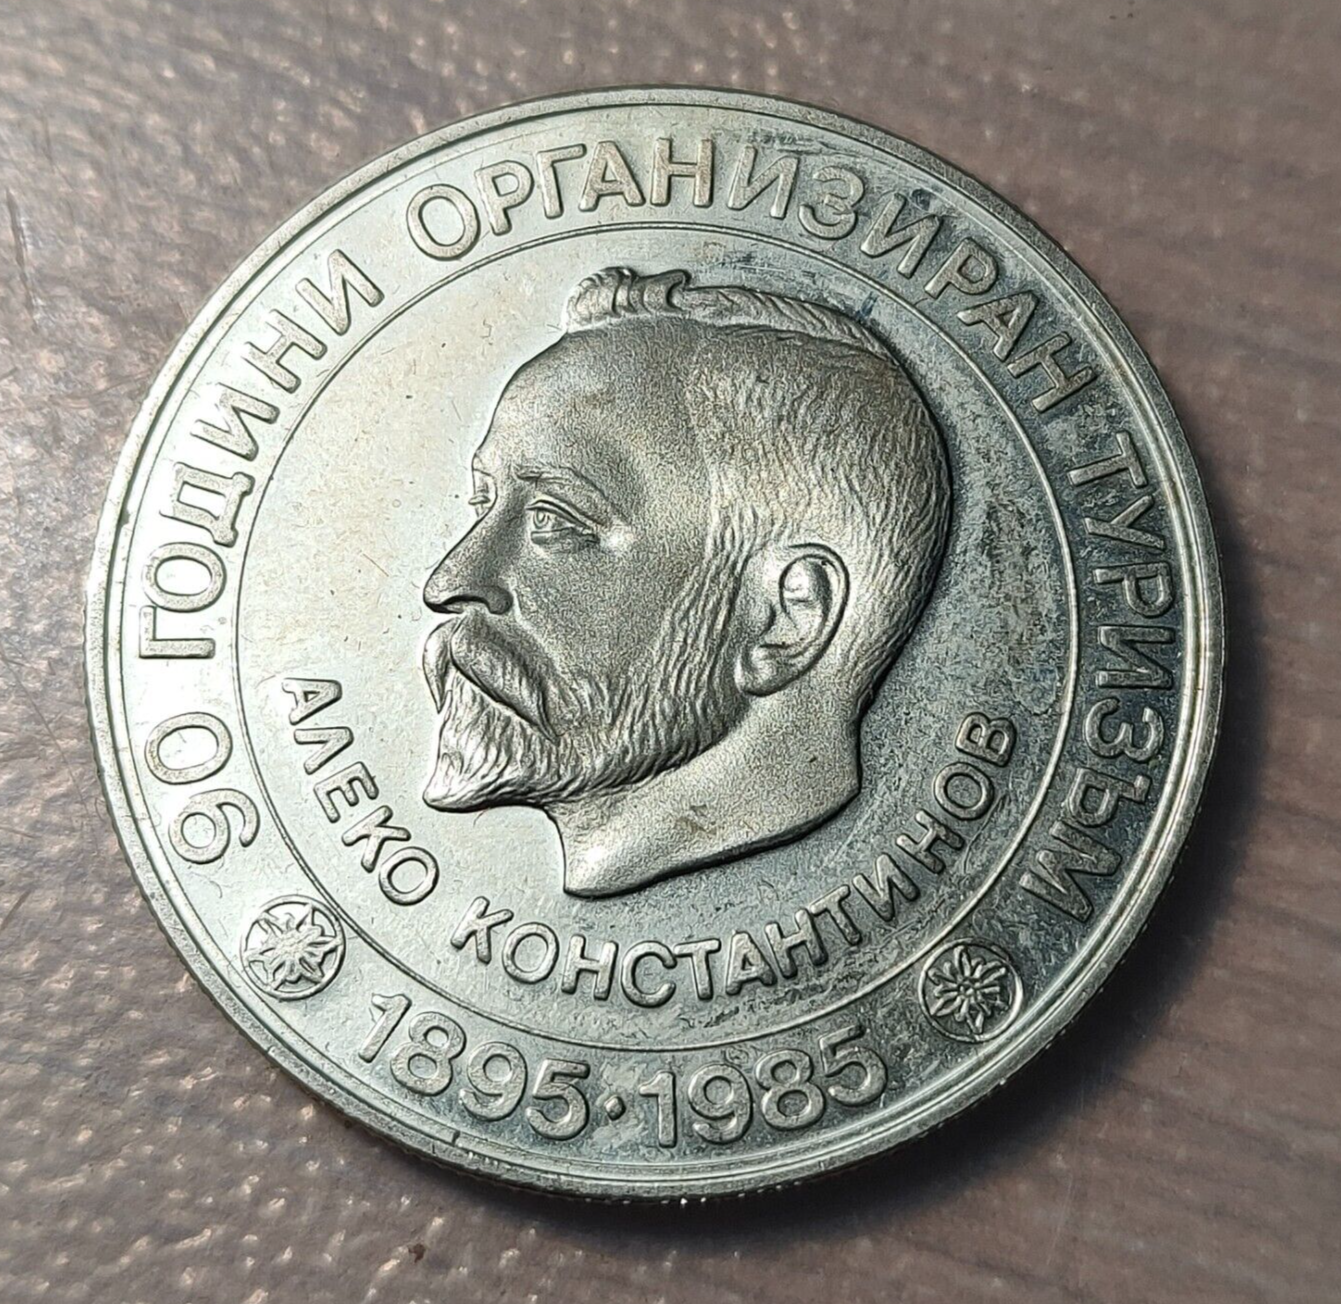 90 ГОДИНИ ОРГАНИЗИРАН ТУРИЗЪМ
АЛЕКО КОНСТАНТИНОВ
1895·1985